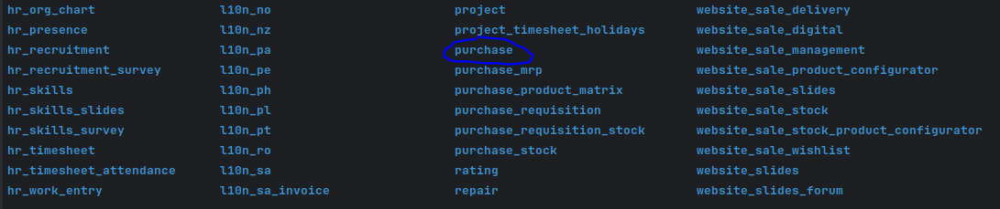 hr_org_chart l10n_no project website_sale_delivery
hr_presence l10n_nz project_timesheet_holidays website_sale_digital
hr_recruitment l10n_pa purchase website_sale_management
hr_recruitment_survey l10n_pe purchase_mrp website_sale_product_configurator
hr_skills l10n_ph purchase_product_matrix website_sale_slides
hr_skills_slides l10n_pl purchase_requisition website_sale_stock
hr_skills_survey l10n_pt purchase_requisition_stock website_sale_stock_product_configurator
hr_timesheet l10n_ro purchase_stock website_sale_wishlist
hr_timesheet_attendance l10n_sa rating website_slides
hr_work_entry l10n_sa_invoice repair website_slides_forum